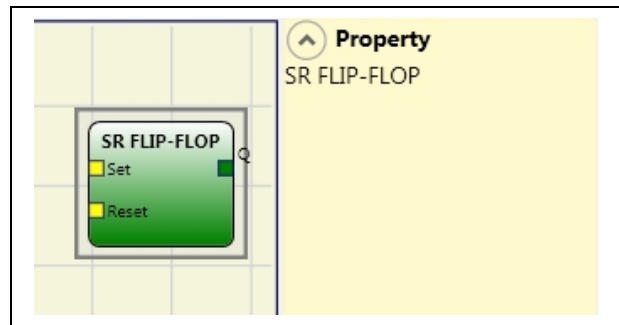 Property
SR FLIP-FLOP
SR FLIP-FLOP
Q
Set
Reset